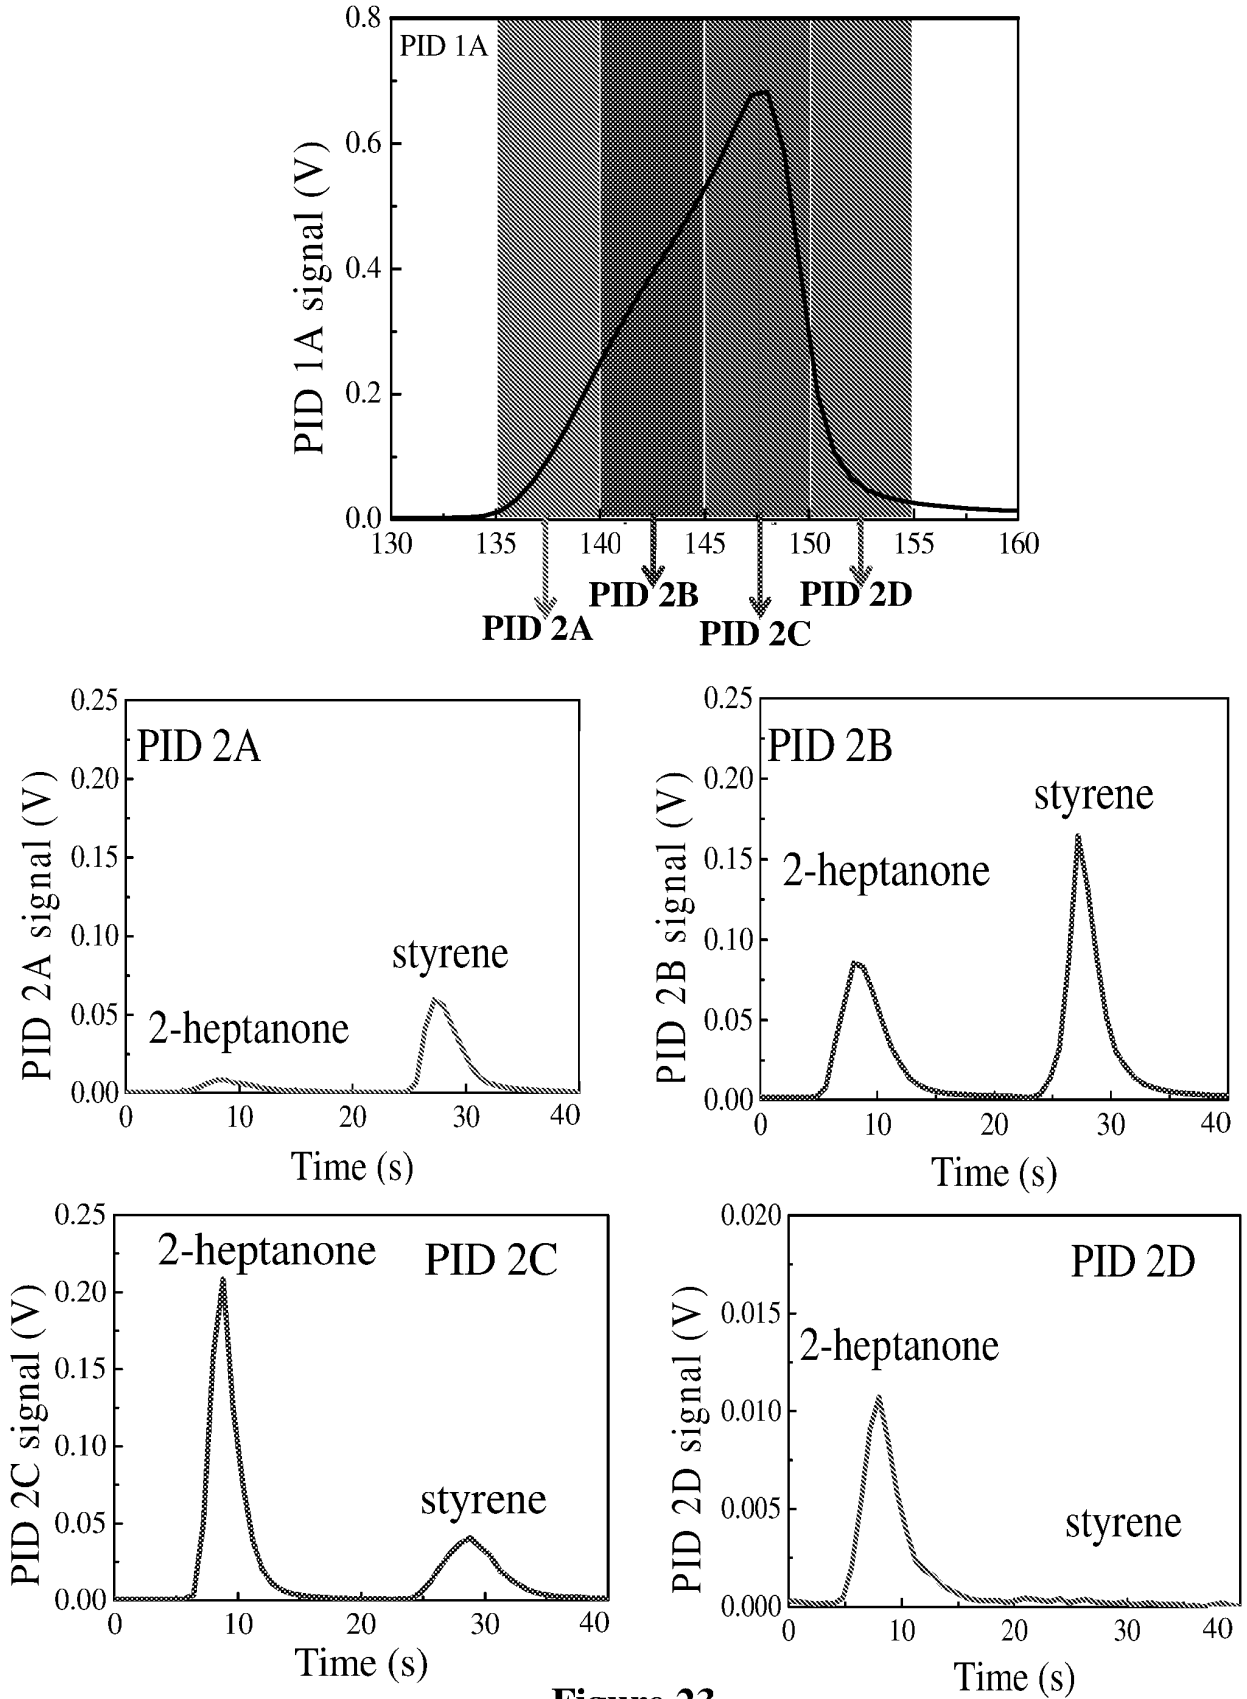 0.8
PID 1A
0.6
0.4
0.2
0.0
PID 1A signal (V)
130 135 140 145 150 155 160
PID 2B PID 2D
PID 2A PID 2C
0.25
PID 2A
0.20
0.15
0.10
styrene
0.05
2-heptanone
0.00
PID 2A signal (V)
0 10 20 30 40
Time (s)
0.25
PID 2B
0.20
styrene
0.15
2-heptanone
0.10
0.05
0.00
PID 2B signal (V)
0 10 20 30 40
Time (s)
0.25
2-heptanone PID 2C
0.20
0.15
0.10
styrene
0.05
0.00
PID 2C signal (V)
0 10 20 30 40
Time (s)
0.020
PID 2D
0.015
2-heptanone
0.010
0.005
styrene
0.000
PID 2D signal (V)
0 10 20 30 40
Time (s)
Figure 23